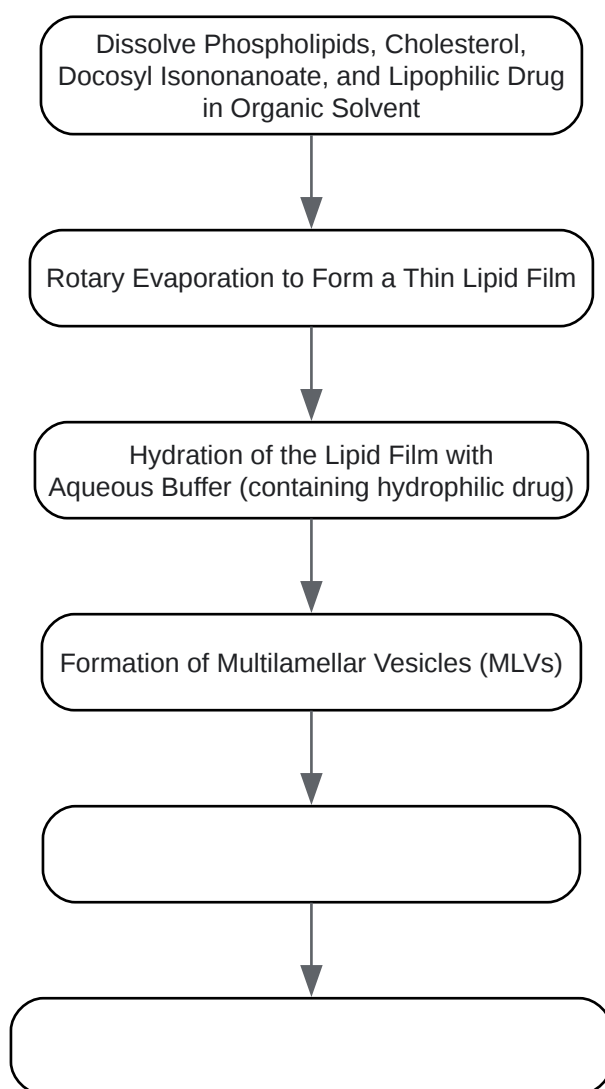 Dissolve Phospholipids, Cholesterol,
Docosyl Isononanoate, and Lipophilic Drug
in Organic Solvent
Rotary Evaporation to Form a Thin Lipid Film
Hydration of the Lipid Film with
Aqueous Buffer (containing hydrophilic drug)
Formation of Multilamellar Vesicles (MLVs)